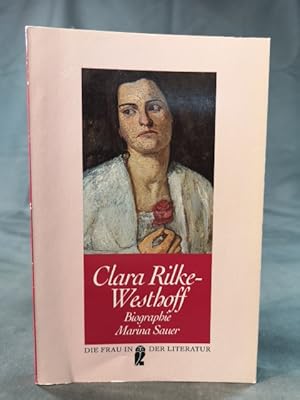 Clara Rilke-
Westhoff
Biographie
Marina Sauer
DIE FRAU IN DER LITERATUR